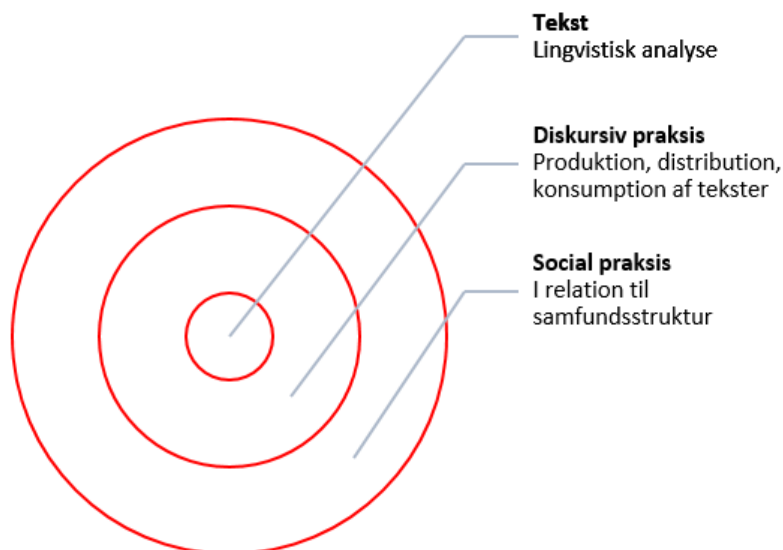 Tekst
Lingvistisk analyse
Diskursiv praksis
Produktion, distribution,
konsumption af tekster
Social praksis
I relation til
samfundsstruktur